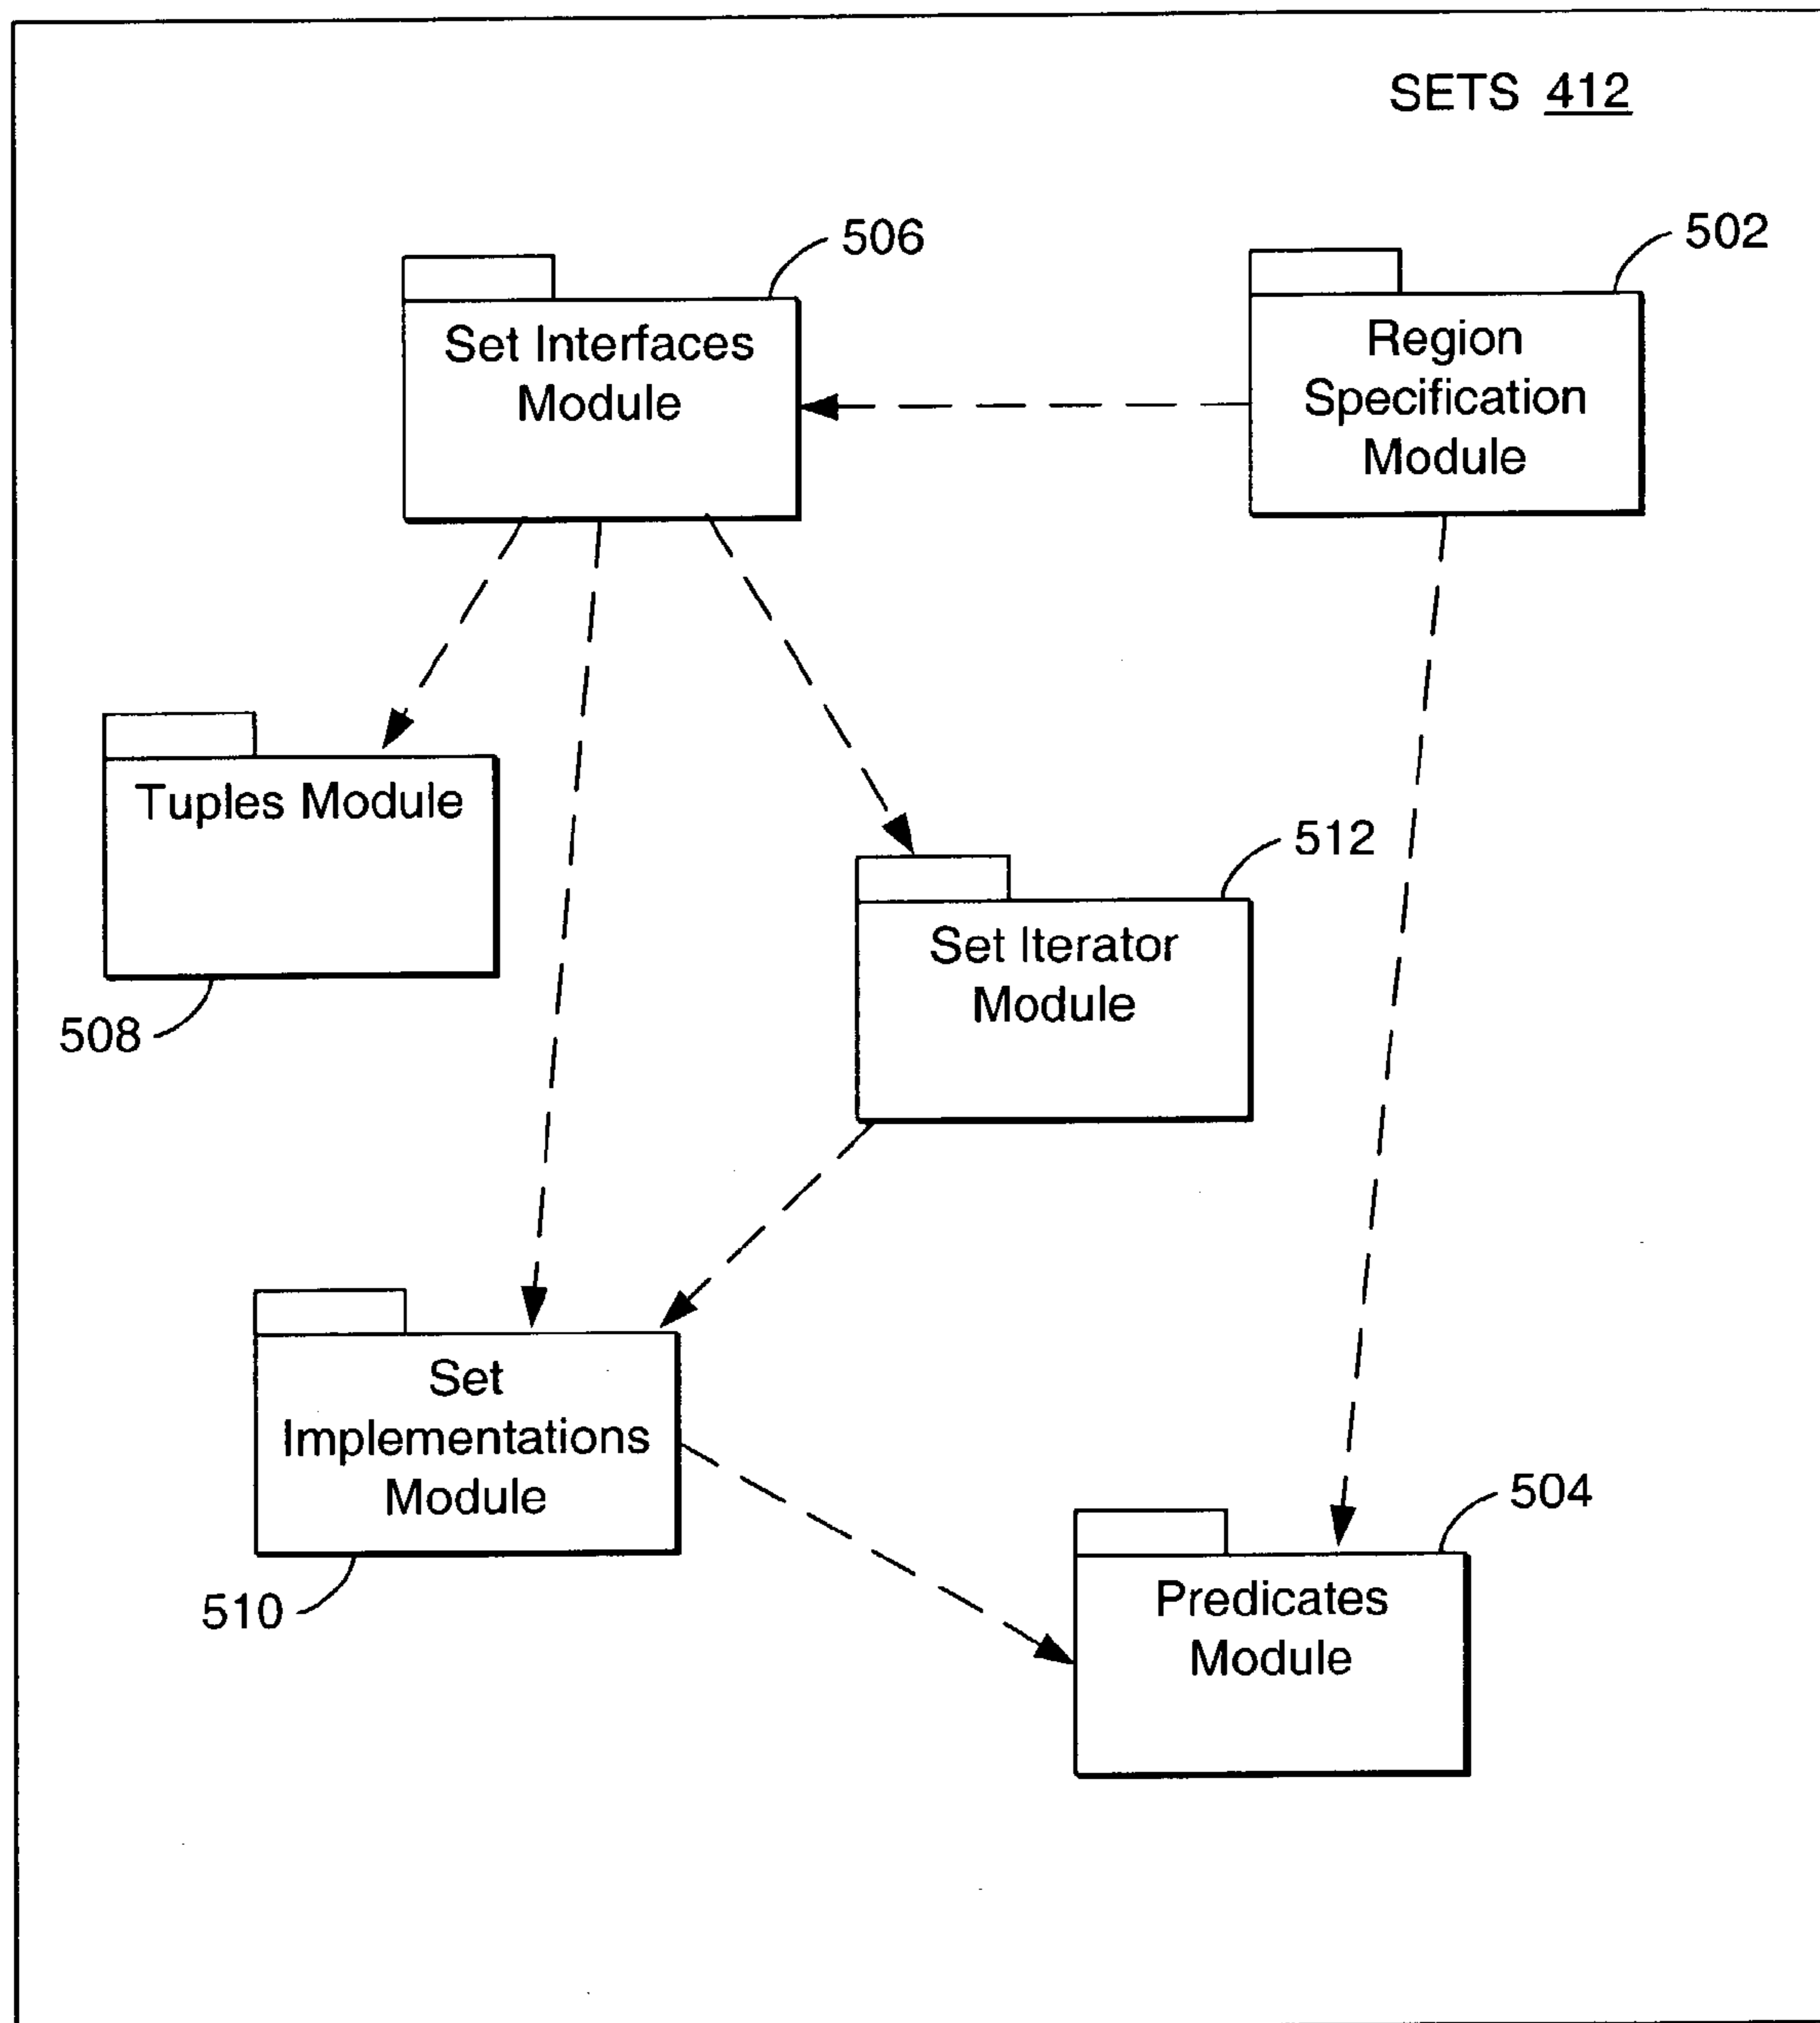 SETS 412
506
502
Set Interfaces
Module
Region
Specification
Module
Tuples Module
508
512
Set Iterator
Module
Set
Implementations
Module
510
504
Predicates
Module